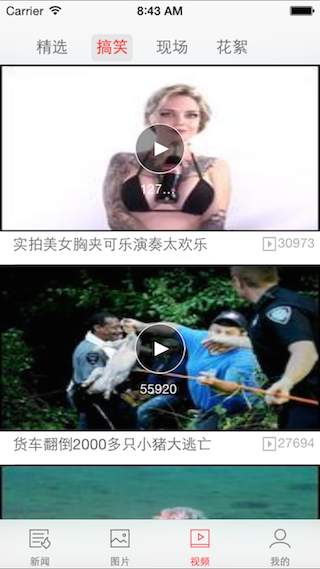 Carrier 8:43 AM
精选 搞笑 现场 花絮
127...
实拍美女胸夹可乐演奏太欢乐 30973
55920
货车翻倒2000多只小猪大逃亡 27694
新闻 图片 视频 我的